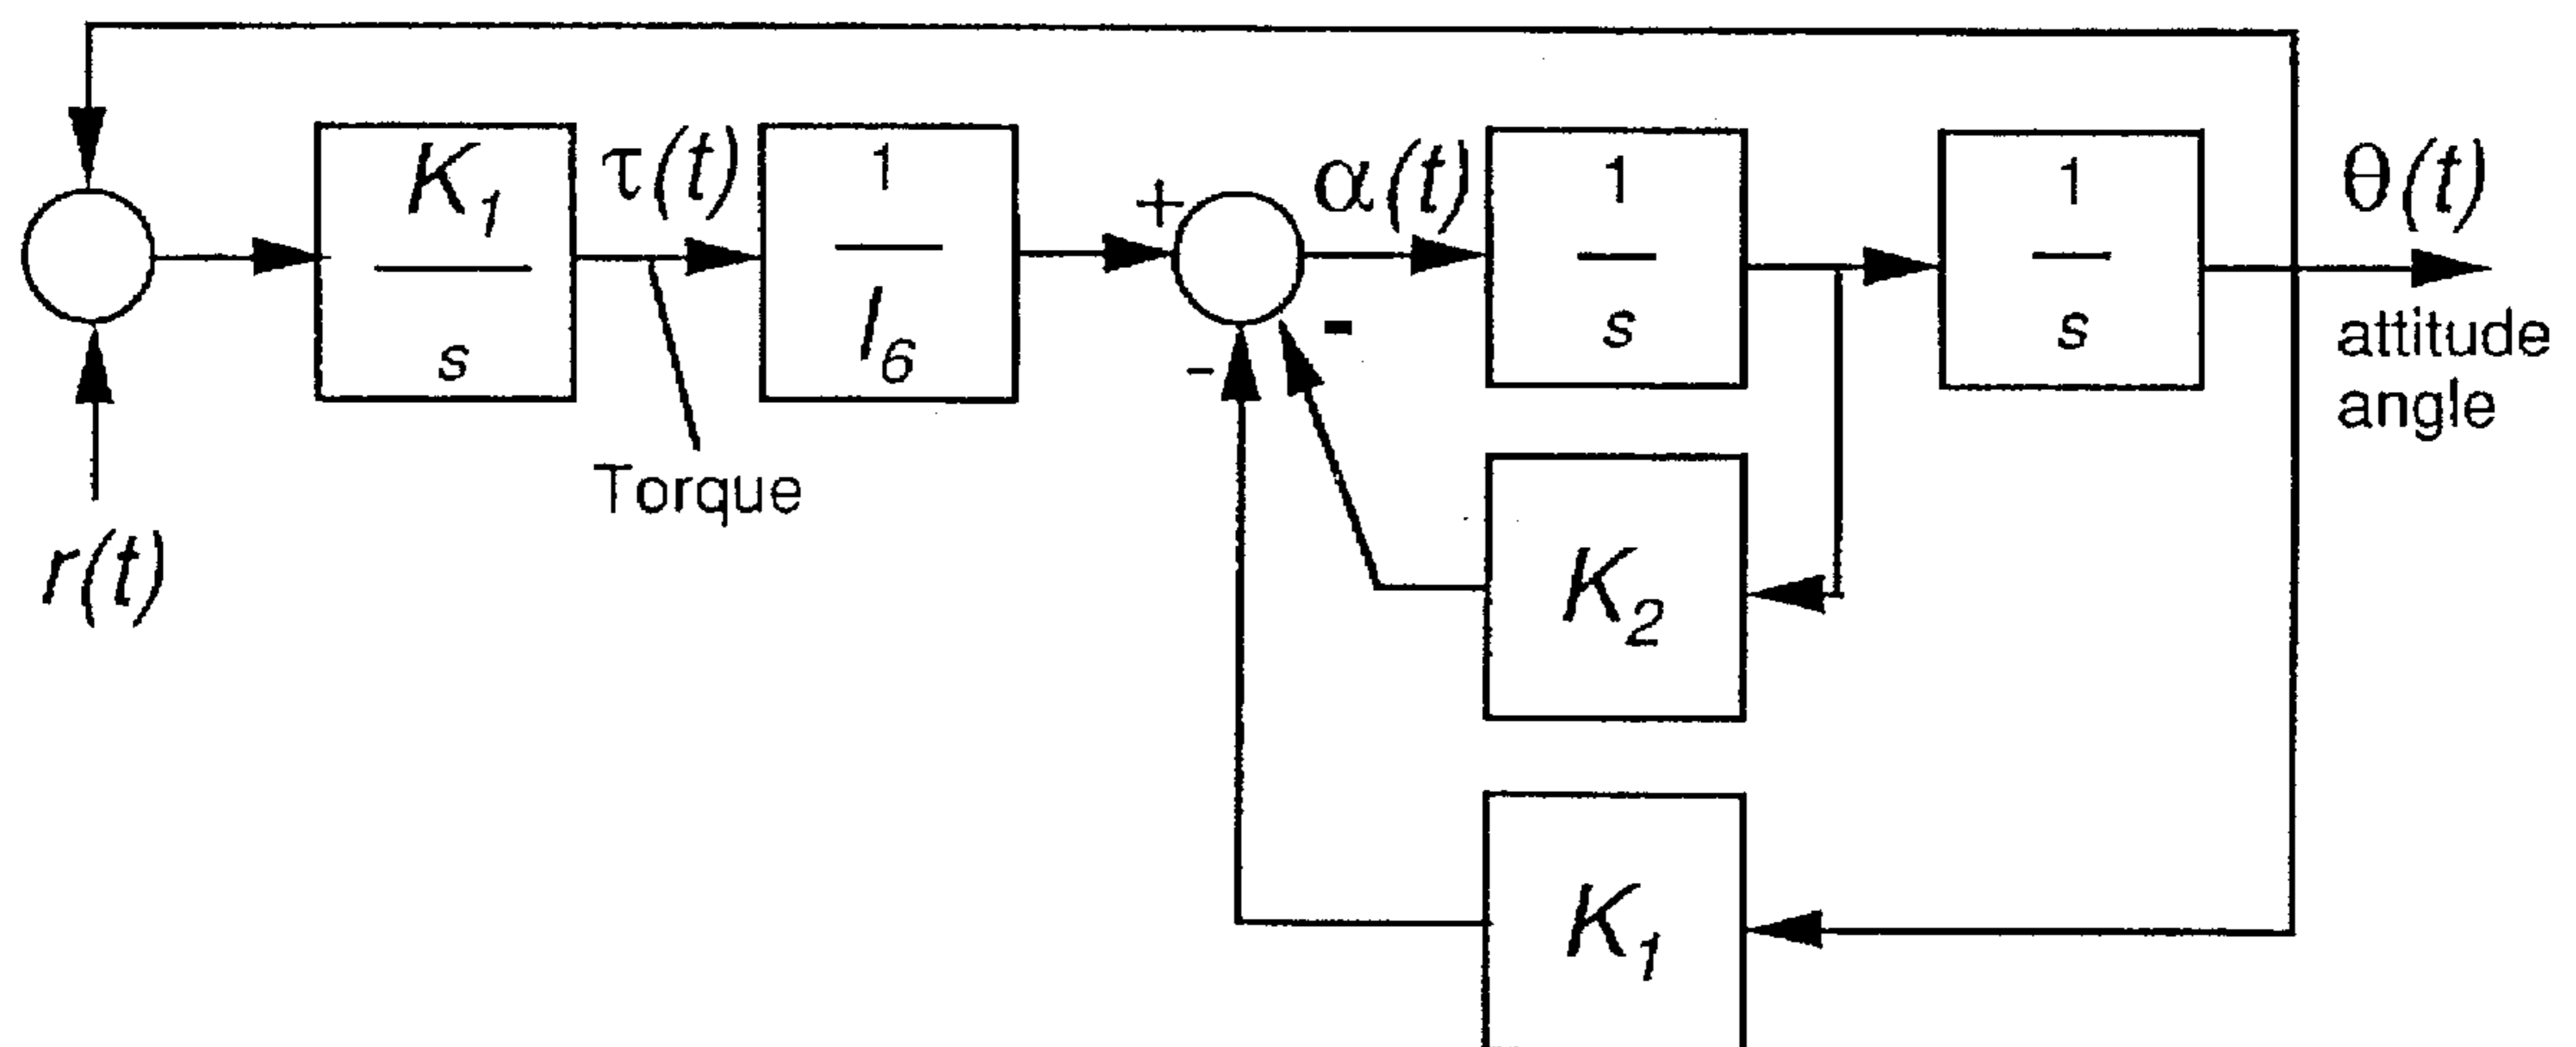 K1
s
τ(t)
Torque
1
I6
r(t)
+
-
-
α(t)
1
s
1
s
θ(t)
attitude
angle
K2
K1